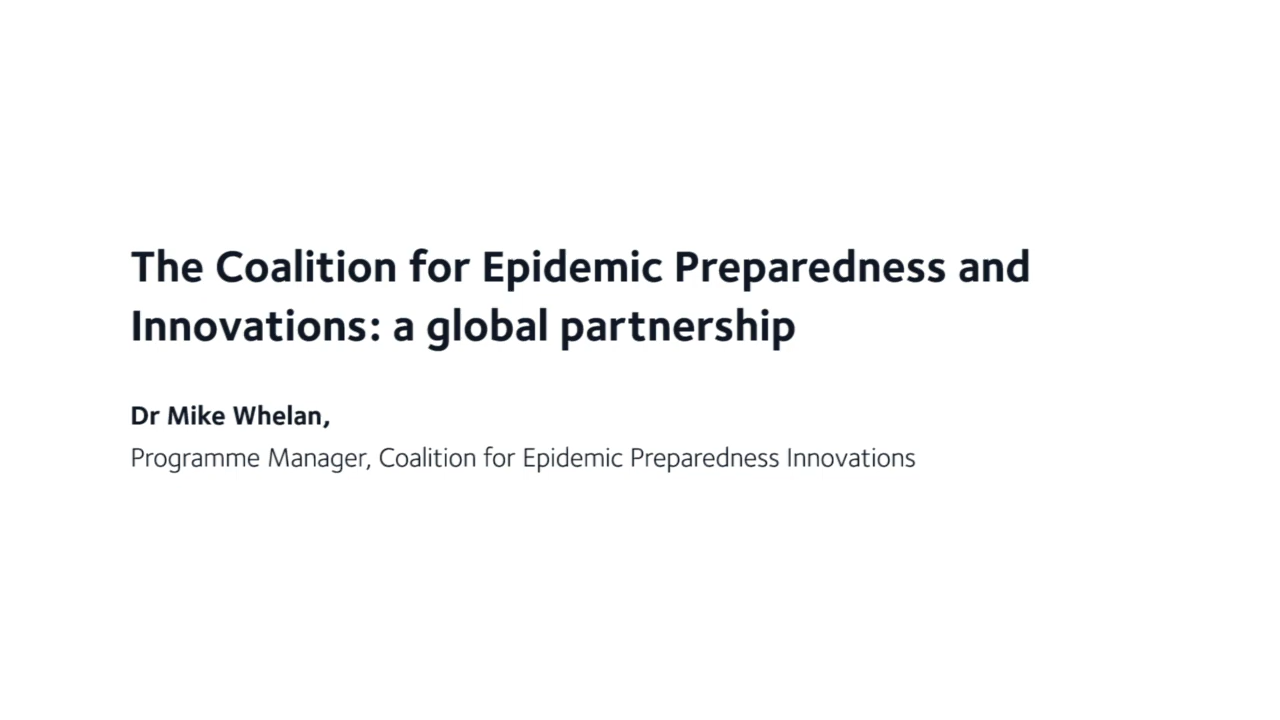 The Coalition for Epidemic Preparedness and
Innovations: a global partnership
Dr Mike Whelan,
Programme Manager, Coalition for Epidemic Preparedness Innovations